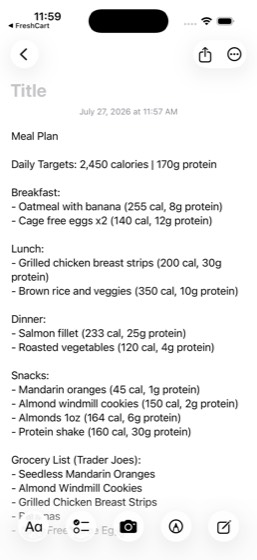 11:59
FreshCart
Title
July 27, 2026 at 11:57 AM
Meal Plan
Daily Targets: 2,450 calories | 170g protein
Breakfast:
- Oatmeal with banana (255 cal, 8g protein)
- Cage free eggs x2 (140 cal, 12g protein)
Lunch:
- Grilled chicken breast strips (200 cal, 30g
protein)
- Brown rice and veggies (350 cal, 10g protein)
Dinner:
- Salmon fillet (233 cal, 25g protein)
- Roasted vegetables (120 cal, 4g protein)
Snacks:
- Mandarin oranges (45 cal, 1g protein)
- Almond windmill cookies (150 cal, 2g protein)
- Almonds 1oz (164 cal, 6g protein)
- Protein shake (160 cal, 30g protein)
Grocery List (Trader Joes):
- Seedless Mandarin Oranges
- Almond Windmill Cookies
- Grilled Chicken Breast Strips
Aa